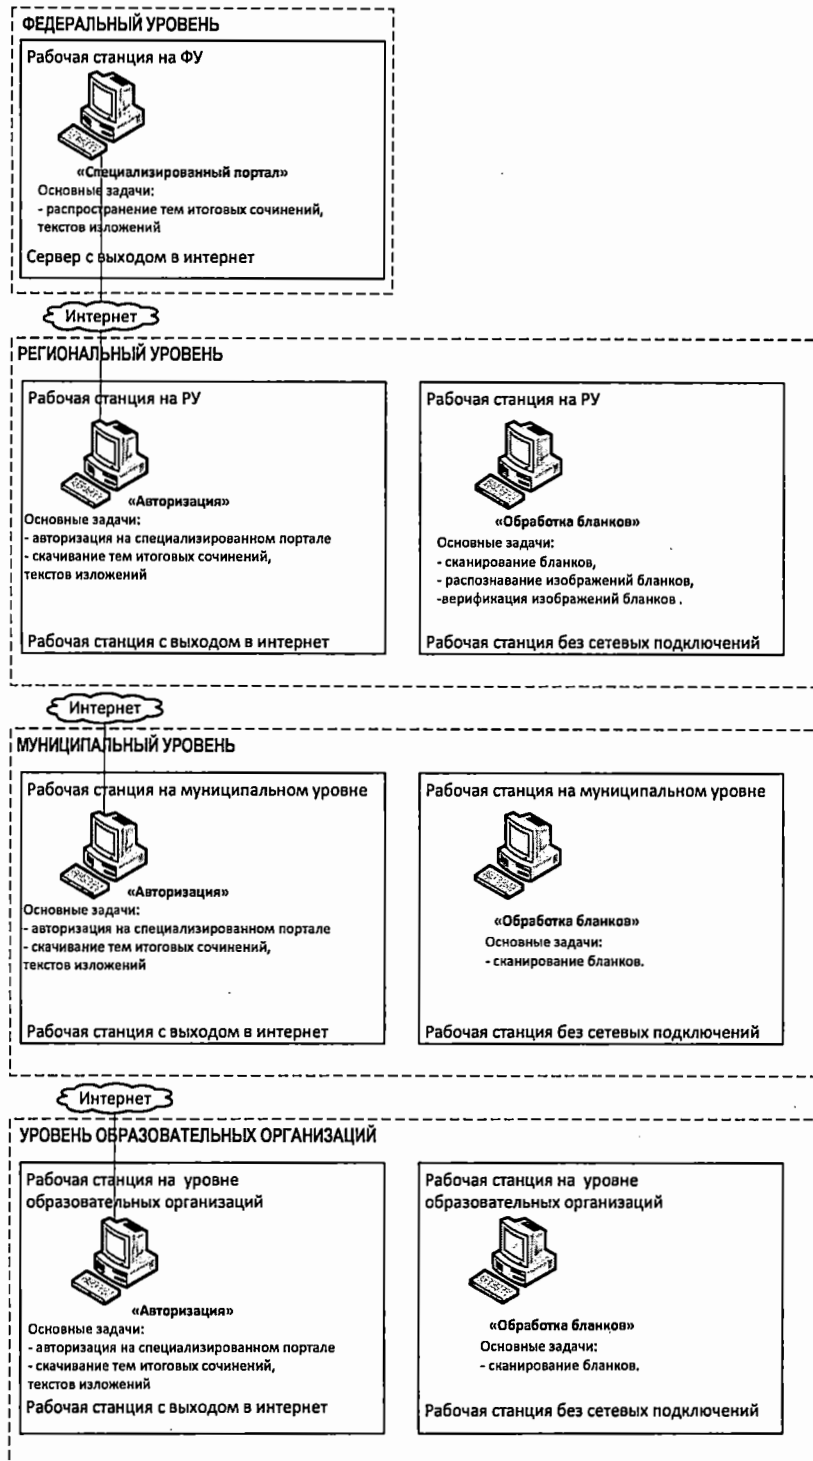 ФЕДЕРАЛЬНЫЙ УРОВЕНЬ
Рабочая станция на ФУ
«Специализированный портал»
Основные задачи:
- распространение тем итоговых сочинений,
текстов изложений
Сервер с выходом в интернет
Интернет
РЕГИОНАЛЬНЫЙ УРОВЕНЬ
Рабочая станция на РУ
«Авторизация»
Основные задачи:
- авторизация на специализированном портале
- скачивание тем итоговых сочинений,
текстов изложений
Рабочая станция с выходом в интернет
Рабочая станция на РУ
«Обработка бланков»
Основные задачи:
- сканирование бланков,
- распознавание изображений бланков,
-верификация изображений бланков .
Рабочая станция без сетевых подключений
Интернет
МУНИЦИПАЛЬНЫЙ УРОВЕНЬ
Рабочая станция на муниципальном уровне
«Авторизация»
Основные задачи:
- авторизация на специализированном портале
- скачивание тем итоговых сочинений,
текстов изложений
Рабочая станция с выходом в интернет
Рабочая станция на муниципальном уровне
«Обработка бланков»
Основные задачи:
- сканирование бланков.
Рабочая станция без сетевых подключений
Интернет
УРОВЕНЬ ОБРАЗОВАТЕЛЬНЫХ ОРГАНИЗАЦИЙ
Рабочая станция на уровне
образовательных организаций
«Авторизация»
Основные задачи:
- авторизация на специализированном портале
- скачивание тем итоговых сочинений,
текстов изложений
Рабочая станция с выходом в интернет
Рабочая станция на уровне
образовательных организаций
«Обработка бланков»
Основные задачи:
- сканирование бланков.
Рабочая станция без сетевых подключений